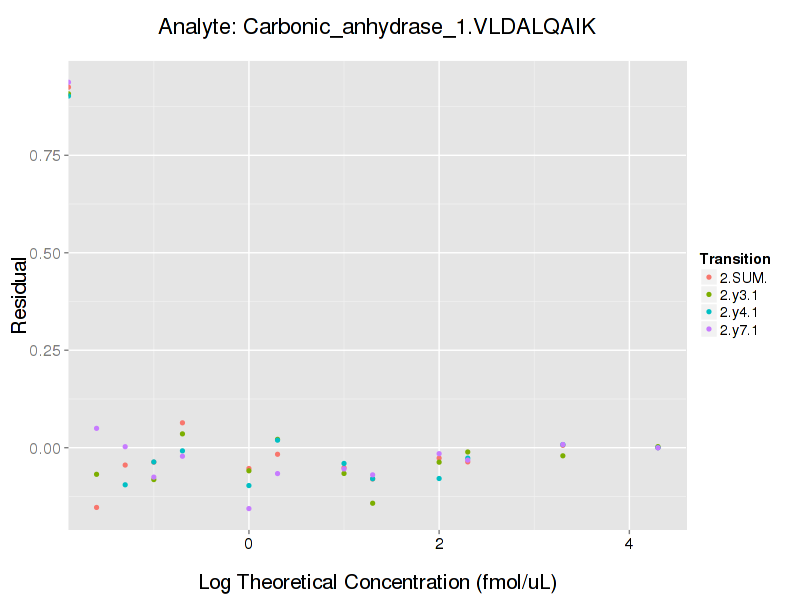 Analyte: Carbonic_anhydrase_1.VLDALQAIK
0.75
0.50
0.25
0.00
Residual
0
2
4
Log Theoretical Concentration (fmol/uL)
Transition
2.SUM.
2.y3.1
2.y4.1
2.y7.1